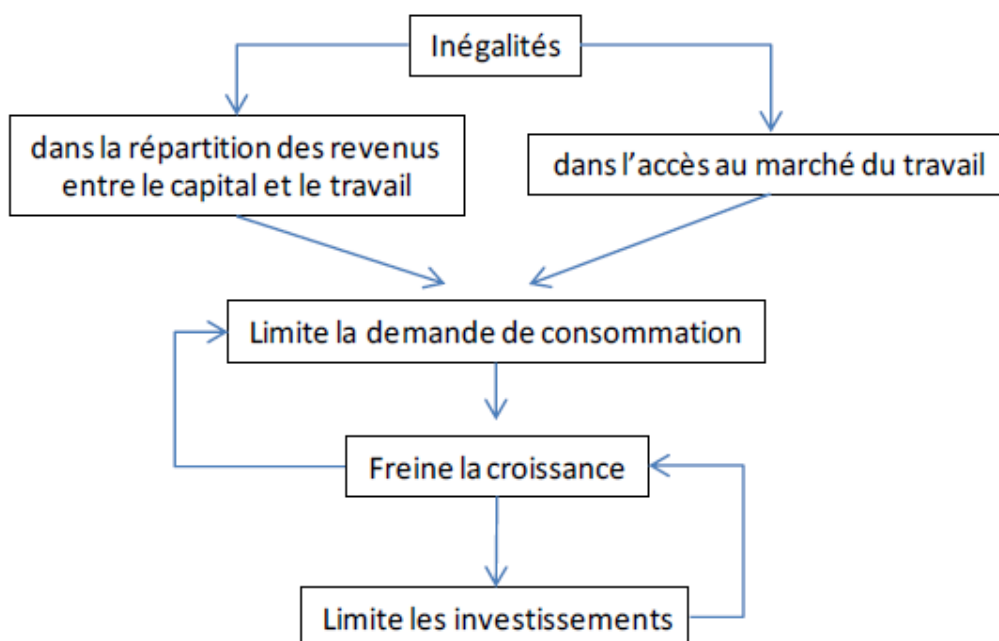 Inégalités
dans la répartition des revenus
entre le capital et le travail
dans l'accès au marché du travail
Limite la demande de consommation
Freine la croissance
Limite les investissements